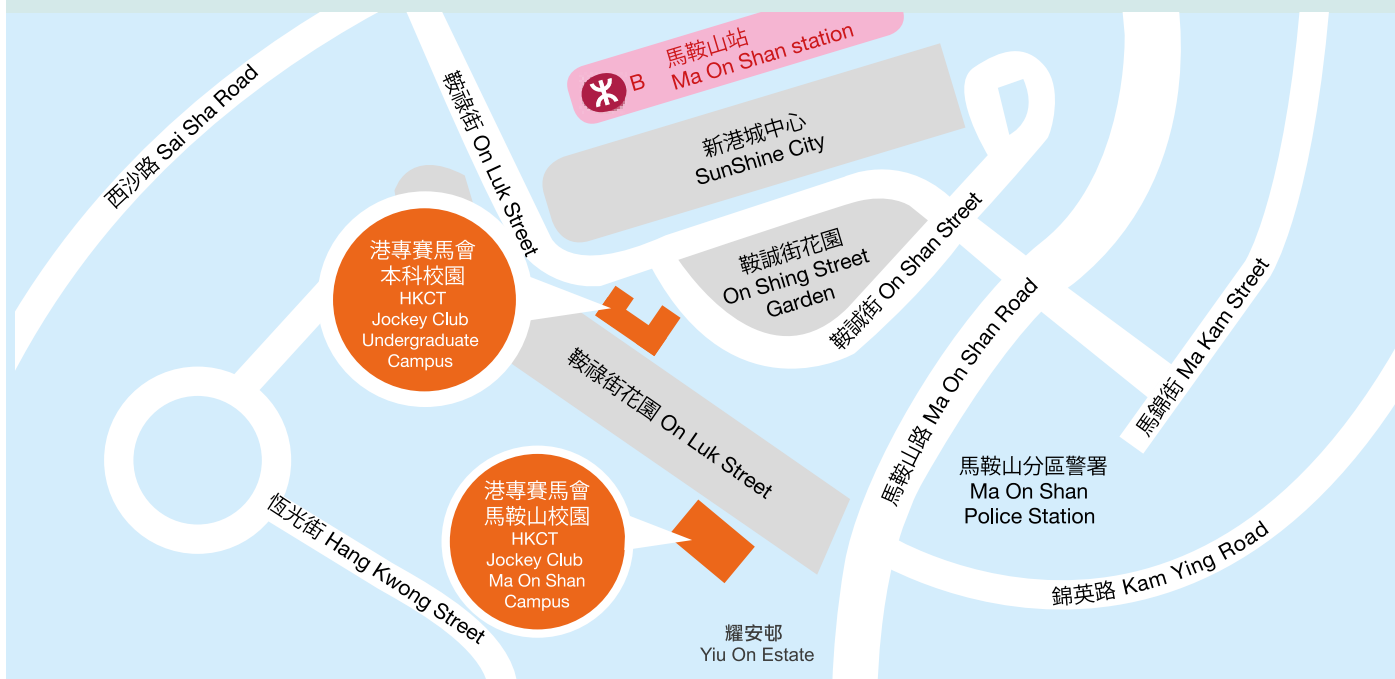 馬鞍山站
Ma On Shan station
B
西沙路 Sai Sha Road
鞍祿街 On Luk Street
新港城中心
SunShine City
港專賽馬會
本科校園
HKCT
Jockey Club
Undergraduate
Campus
鞍誠街花園
On Shing Street
Garden
鞍誠街 On Shan Street
馬鞍山路 Ma On Shan Road
馬錦街 Ma Kam Street
鞍祿街花園 On Luk Street
港專賽馬會
馬鞍山校園
HKCT
Jockey Club
Ma On Shan
Campus
馬鞍山分區警署
Ma On Shan
Police Station
恆光街 Hang Kwong Street
錦英路 Kam Ying Road
耀安邨
Yiu On Estate